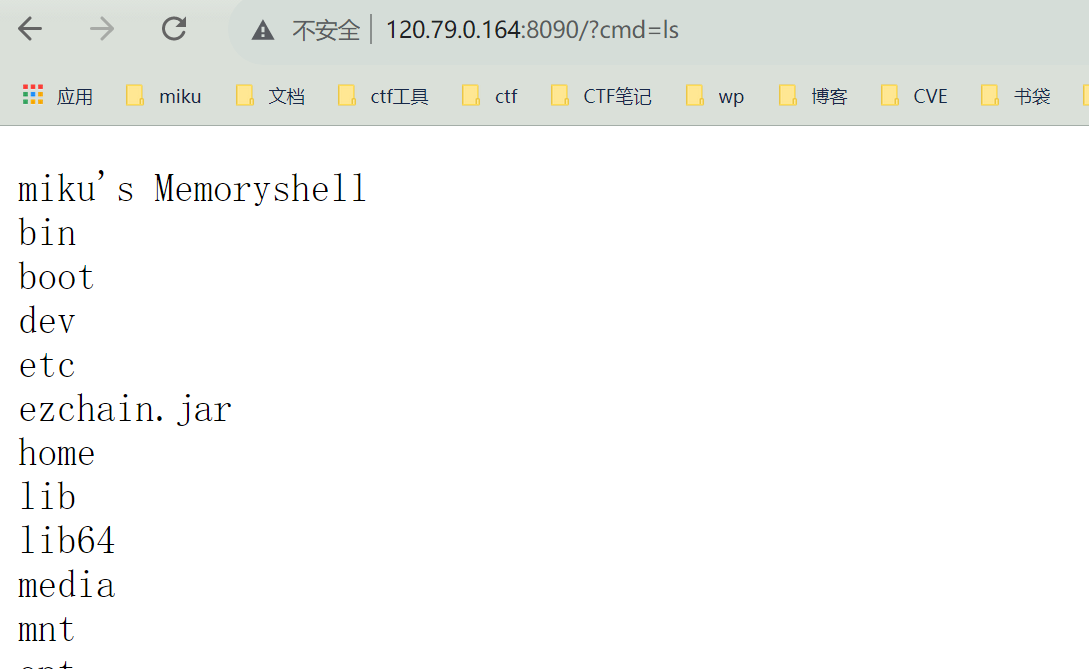 不安全 120.79.0.164:8090/?cmd=ls
应用 miku 文档 ctf工具 ctf CTF笔记 wp 博客 CVE 书袋
miku's Memoryshell
bin
boot
dev
etc
ezchain.jar
home
lib
lib64
media
mnt